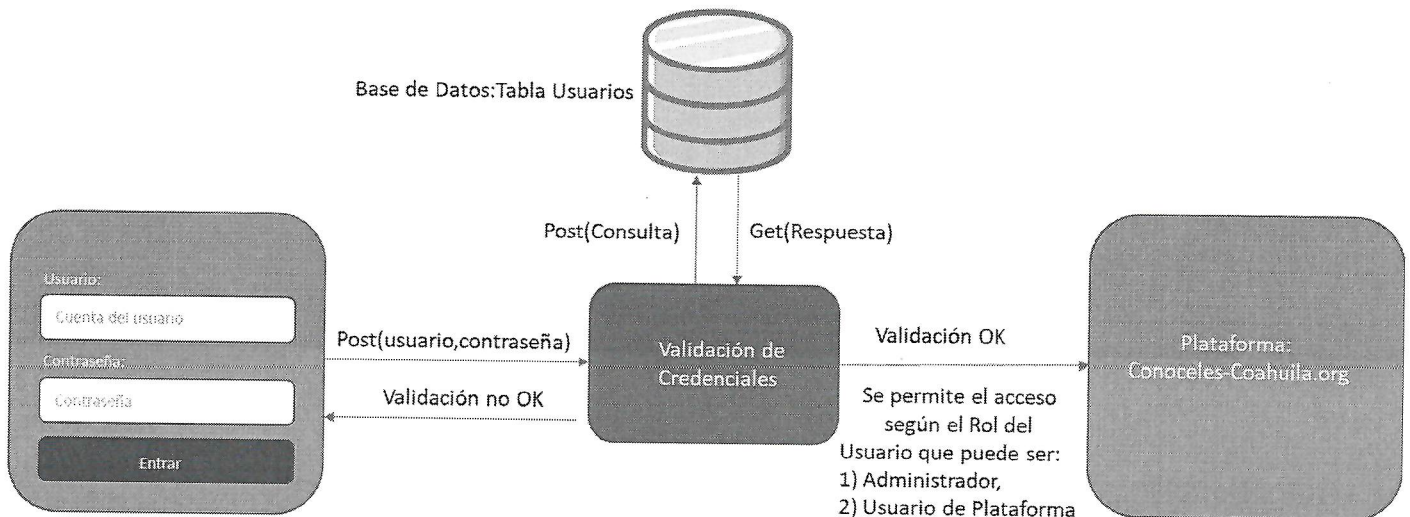 Base de Datos:Tabla Usuarios
Post(Consulta)
Get(Respuesta)
Usuario:
Cuenta del usuario
Contraseña:
Contraseña
Entrar
Post(usuario,contraseña)
Validación no OK
Validación de
Credenciales
Validación OK
Se permite el acceso
según el Rol del
Usuario que puede ser:
1) Administrador,
2) Usuario de Plataforma
Plataforma:
Conoceles-Coahuila.org